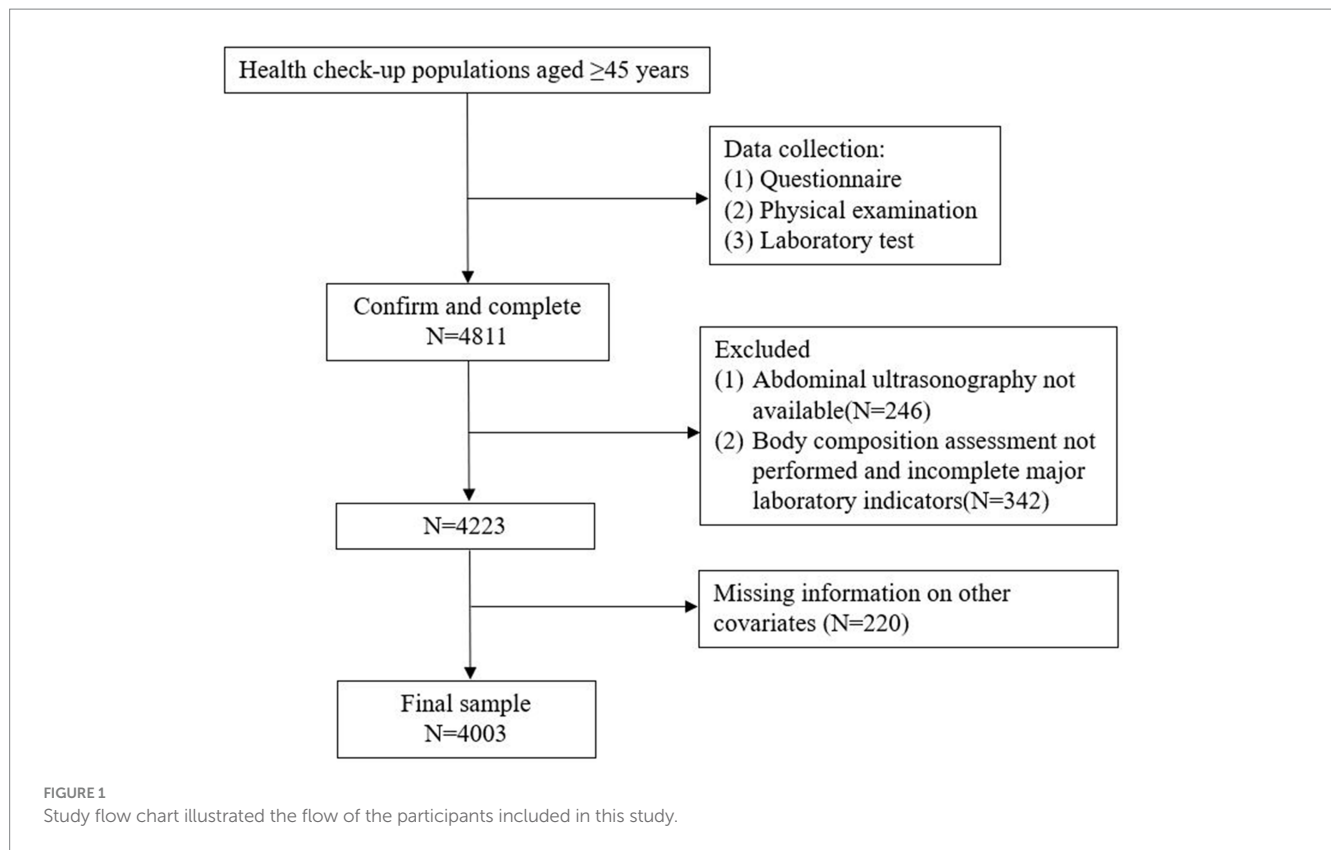 Health check-up populations aged ≥45 years
Data collection:
(1) Questionnaire
(2) Physical examination
(3) Laboratory test
Confirm and complete
N=4811
Excluded
(1) Abdominal ultrasonography not
available(N=246)
(2) Body composition assessment not
performed and incomplete major
laboratory indicators(N=342)
N=4223
Missing information on other
covariates (N=220)
Final sample
N=4003
FIGURE 1
Study flow chart illustrated the flow of the participants included in this study.